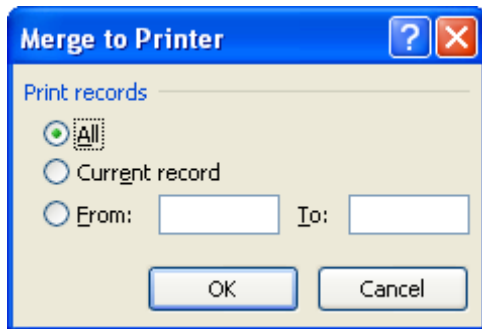 Merge to Printer
Print records
All
Current record
From: To:
OK Cancel